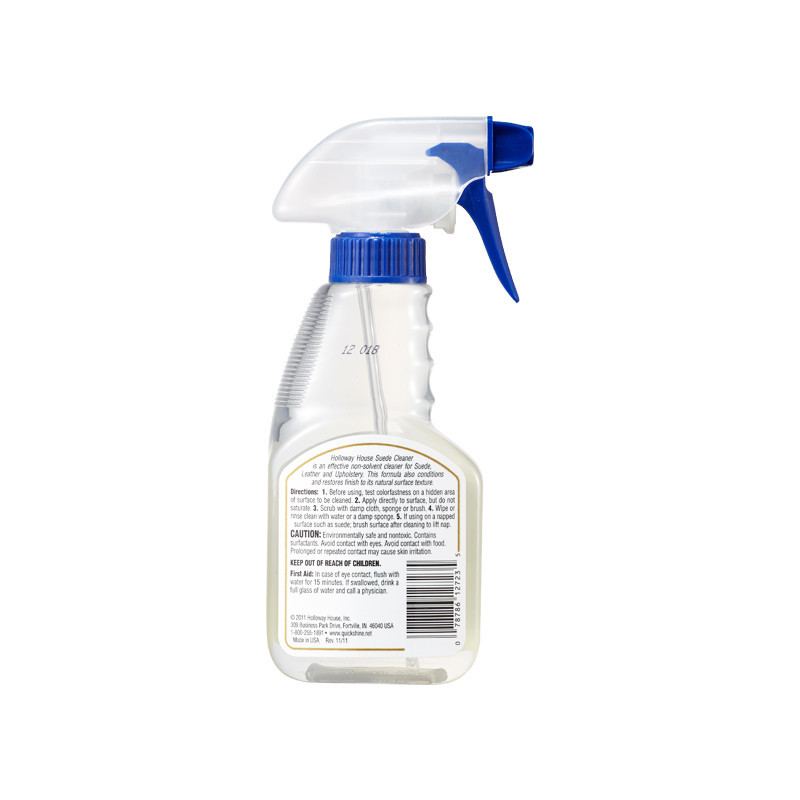 12 018
Holloway House Suede Cleaner
is an effective non-solvent cleaner for Suede,
Leather and Upholstery. This formula also conditions
and restores finish to its natural surface texture.
Directions: 1. Before using, test colorfastness on a hidden area
of surface to be cleaned. 2. Apply directly to surface, but do not
saturate. 3. Scrub with damp cloth, sponge or brush. 4. Wipe or
rinse clean with water or a damp sponge. 5. If using on a napped
surface such as suede; brush surface after cleaning to lift nap.
CAUTION: Environmentally safe and nontoxic. Contains
surfactants. Avoid contact with eyes. Avoid contact with food.
Prolonged or repeated contact may cause skin irritation.
KEEP OUT OF REACH OF CHILDREN.
First Aid: In case of eye contact, flush with
water for 15 minutes. If swallowed, drink a
full glass of water and call a physician.
© 2011 Holloway House, Inc.
309 Business Park Drive, Fortville, IN. 46040 USA
1-800-255-1891 • www.quickshine.net
Made in USA Rev. 11/11
0 78786 12723 5